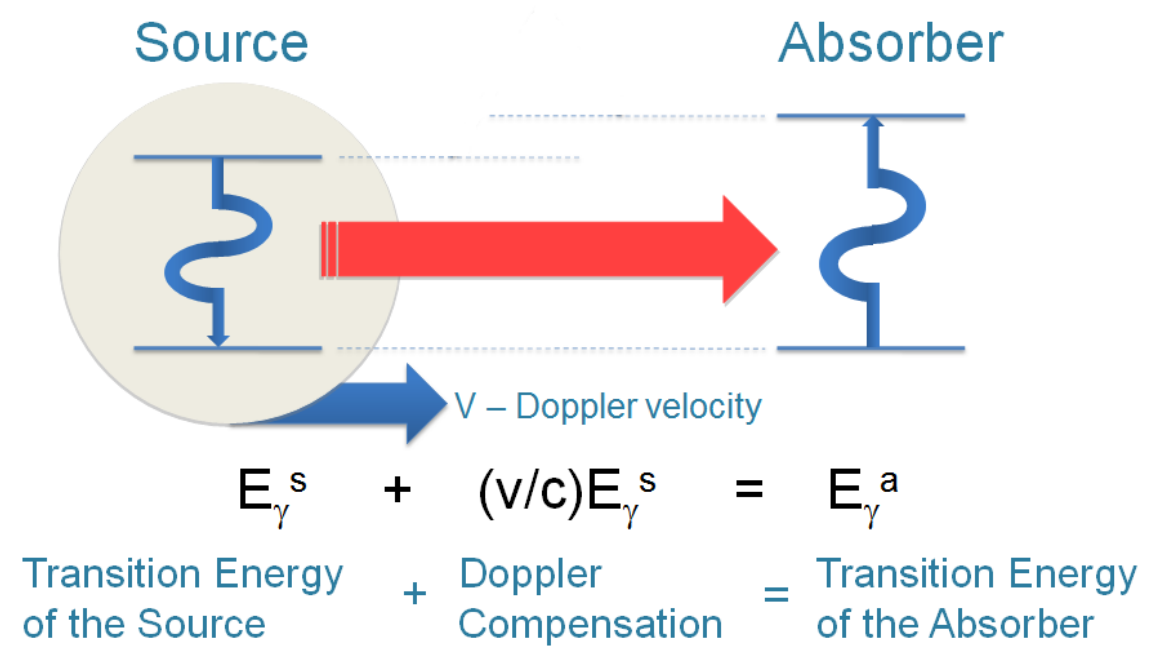 Source Absorber
V – Doppler velocity
Eγˢ + (v/c)Eγˢ = Eγᵃ
Transition Energy of the Source + Doppler Compensation = Transition Energy of the Absorber